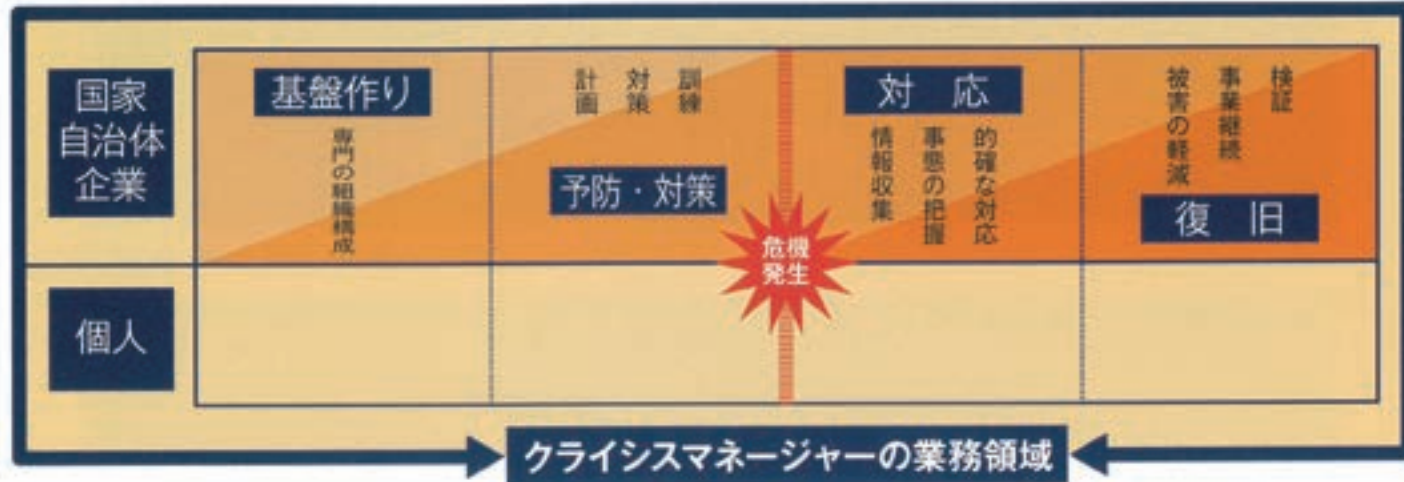 国家
自治体
企業
基盤作り
専門の組織構成
計画
対策
訓練
予防・対策
危機
発生
対 応
情報収集
事態の把握
的確な対応
被害の軽減
事業継続
検証
復 旧
個人
クライシスマネージャーの業務領域